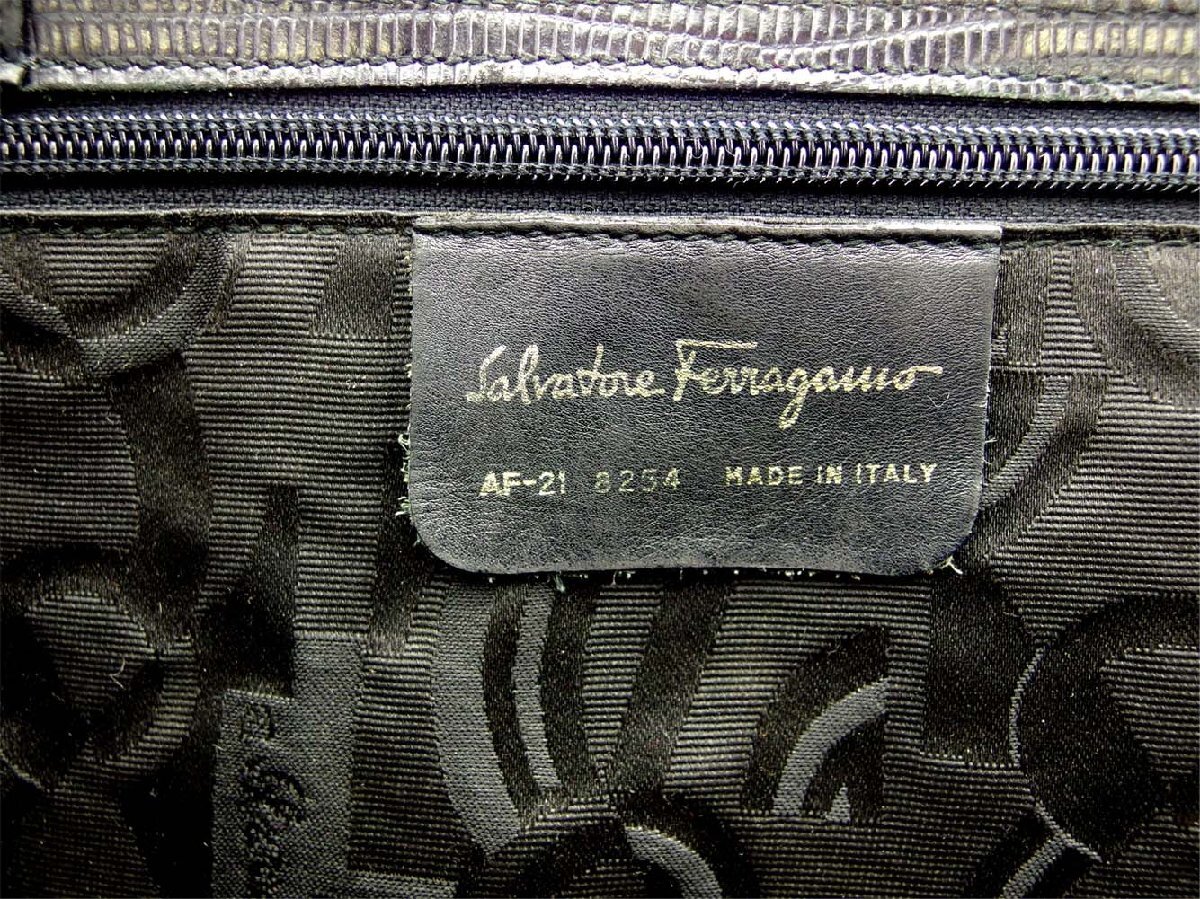 Salvatore Ferragamo
AF-21 8254 MADE IN ITALY